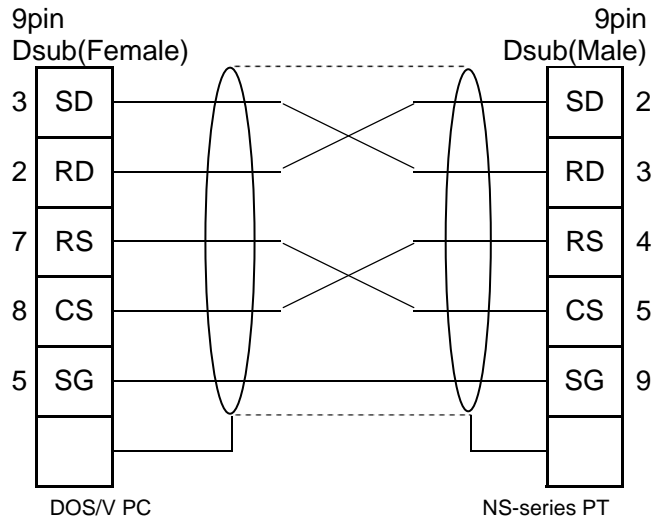 9pin
Dsub(Female)
9pin
Dsub(Male)
3 SD
SD 2
2 RD
RD 3
7 RS
RS 4
8 CS
CS 5
5 SG
SG 9
DOS/V PC
NS-series PT